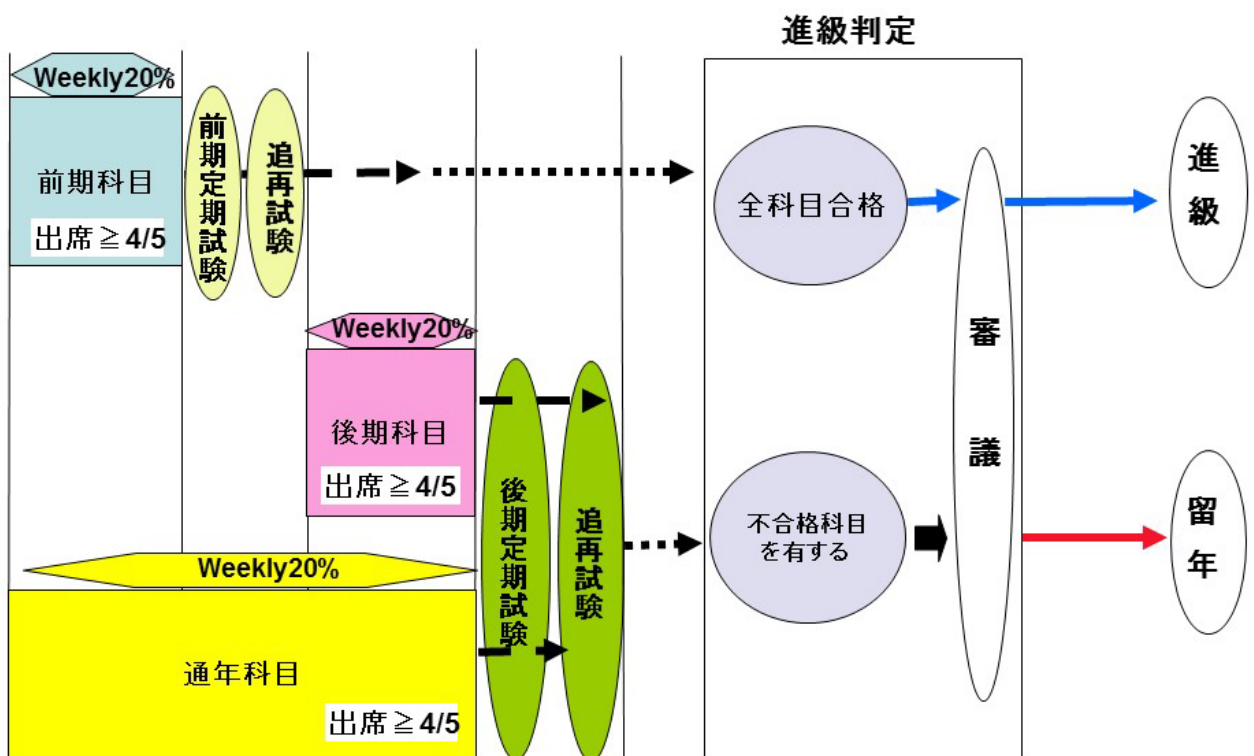 進級判定
Weekly20%
前期科目
出席≧4/5
前期定期試験
追再試験
全科目合格
進級
Weekly20%
後期科目
出席≧4/5
後期定期試験
追再試験
不合格科目
を有する
審議
留年
Weekly20%
通年科目
出席≧4/5